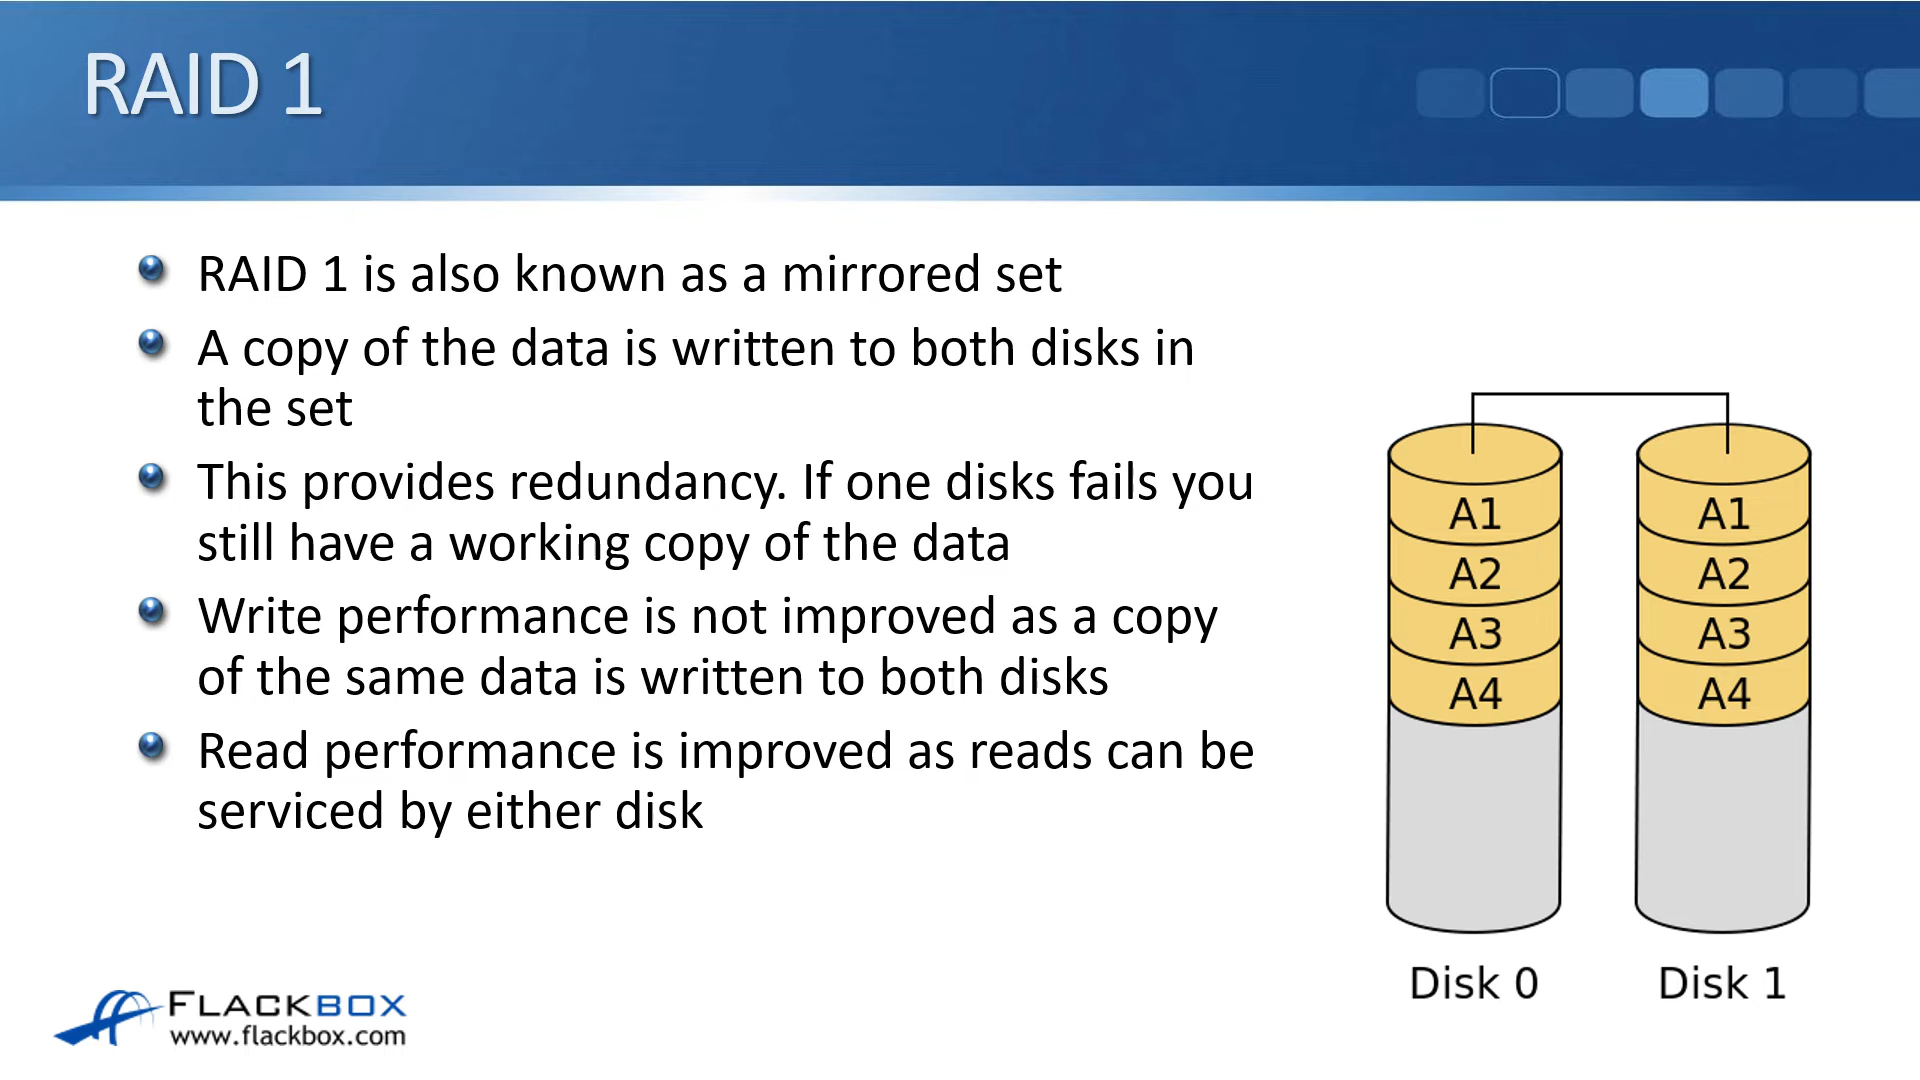 RAID 1
RAID 1 is also known as a mirrored set
A copy of the data is written to both disks in
the set
This provides redundancy. If one disks fails you
still have a working copy of the data
Write performance is not improved as a copy
of the same data is written to both disks
Read performance is improved as reads can be
serviced by either disk
A1
A2
A3
A4
Disk 0
A1
A2
A3
A4
Disk 1
FLACKBOX
www.flackbox.com